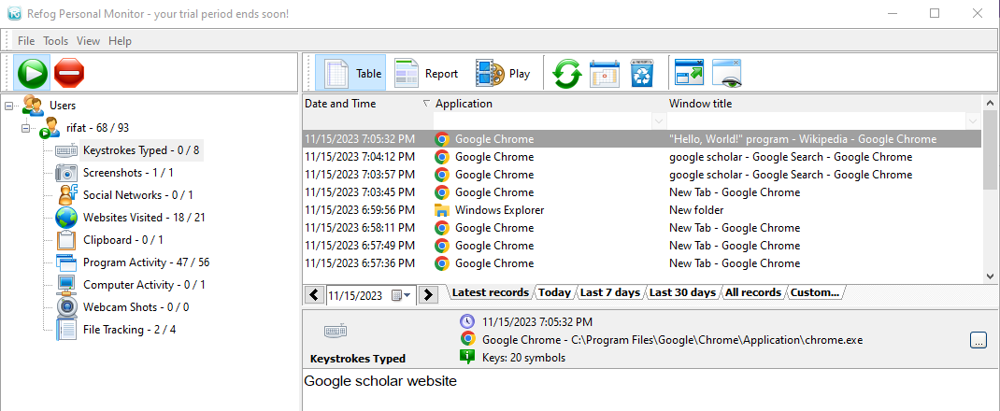 Refog Personal Monitor - your trial period ends soon!
File Tools View Help
Table Report Play
Users
rifat - 68 / 93
Keystrokes Typed - 0 / 8
Screenshots - 1 / 1
Social Networks - 0 / 1
Websites Visited - 18 / 21
Clipboard - 0 / 1
Program Activity - 47 / 56
Computer Activity - 0 / 1
Webcam Shots - 0 / 0
File Tracking - 2 / 4
Date and Time Application Window title
11/15/2023 7:05:32 PM Google Chrome "Hello, World!" program - Wikipedia - Google Chrome
11/15/2023 7:04:12 PM Google Chrome google scholar - Google Search - Google Chrome
11/15/2023 7:03:57 PM Google Chrome google scholar - Google Search - Google Chrome
11/15/2023 7:03:45 PM Google Chrome New Tab - Google Chrome
11/15/2023 6:59:56 PM Windows Explorer New folder
11/15/2023 6:58:11 PM Google Chrome New Tab - Google Chrome
11/15/2023 6:57:49 PM Google Chrome New Tab - Google Chrome
11/15/2023 6:57:36 PM Google Chrome New Tab - Google Chrome
11/15/2023 Latest records Today Last 7 days Last 30 days All records Custom...
Keystrokes Typed
11/15/2023 7:05:32 PM
Google Chrome - C:\Program Files\Google\Chrome\Application\chrome.exe
...
Keys: 20 symbols
Google scholar website